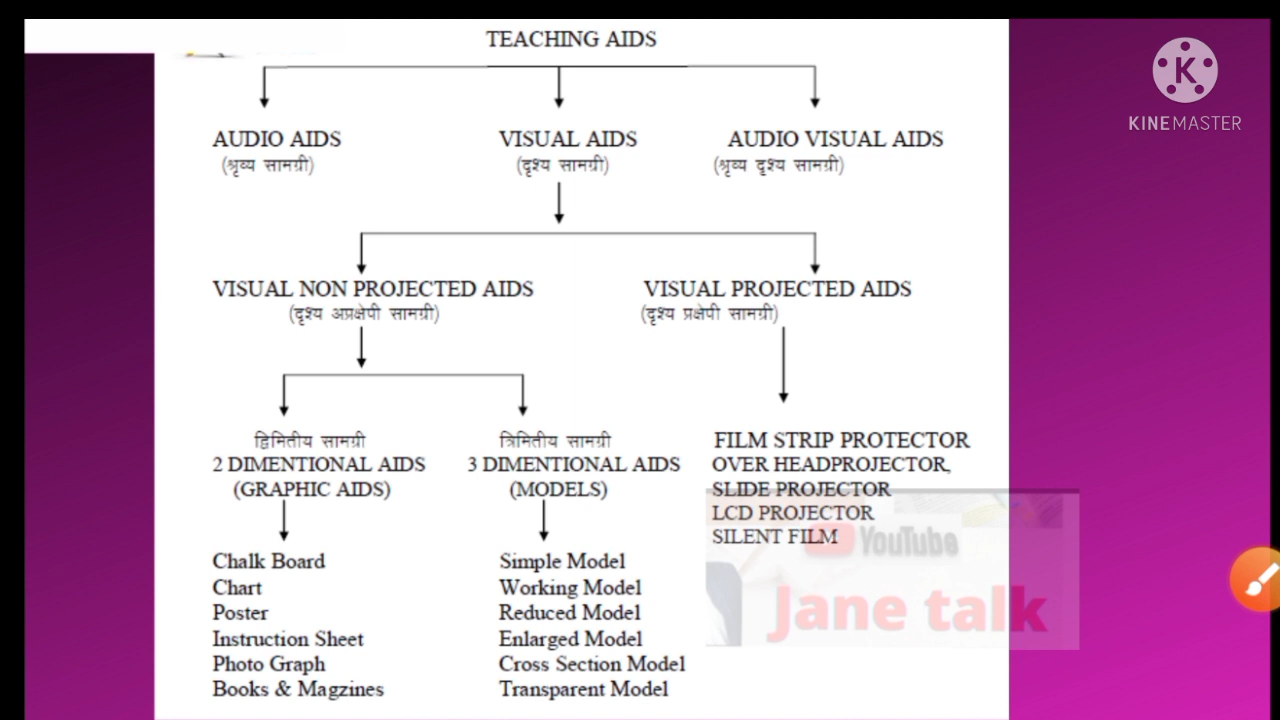 TEACHING AIDS
K
KINEMASTER
AUDIO AIDS
(श्रृव्य सामग्री)
VISUAL AIDS
(दृश्य सामग्री)
AUDIO VISUAL AIDS
(श्रृव्य दृश्य सामग्री)
VISUAL NON PROJECTED AIDS
(दृश्य अप्रक्षेपी सामग्री)
VISUAL PROJECTED AIDS
(दृश्य प्रक्षेपी सामग्री)
द्विमितीय सामग्री
2 DIMENTIONAL AIDS
(GRAPHIC AIDS)
Chalk Board
Chart
Poster
Instruction Sheet
Photo Graph
Books & Magzines
त्रिमितीय सामग्री
3 DIMENTIONAL AIDS
(MODELS)
Simple Model
Working Model
Reduced Model
Enlarged Model
Cross Section Model
Transparent Model
FILM STRIP PROTECTOR
OVER HEADPROJECTOR,
SLIDE PROJECTOR
LCD PROJECTOR
SILENT FILM
YouTube
Jane talk